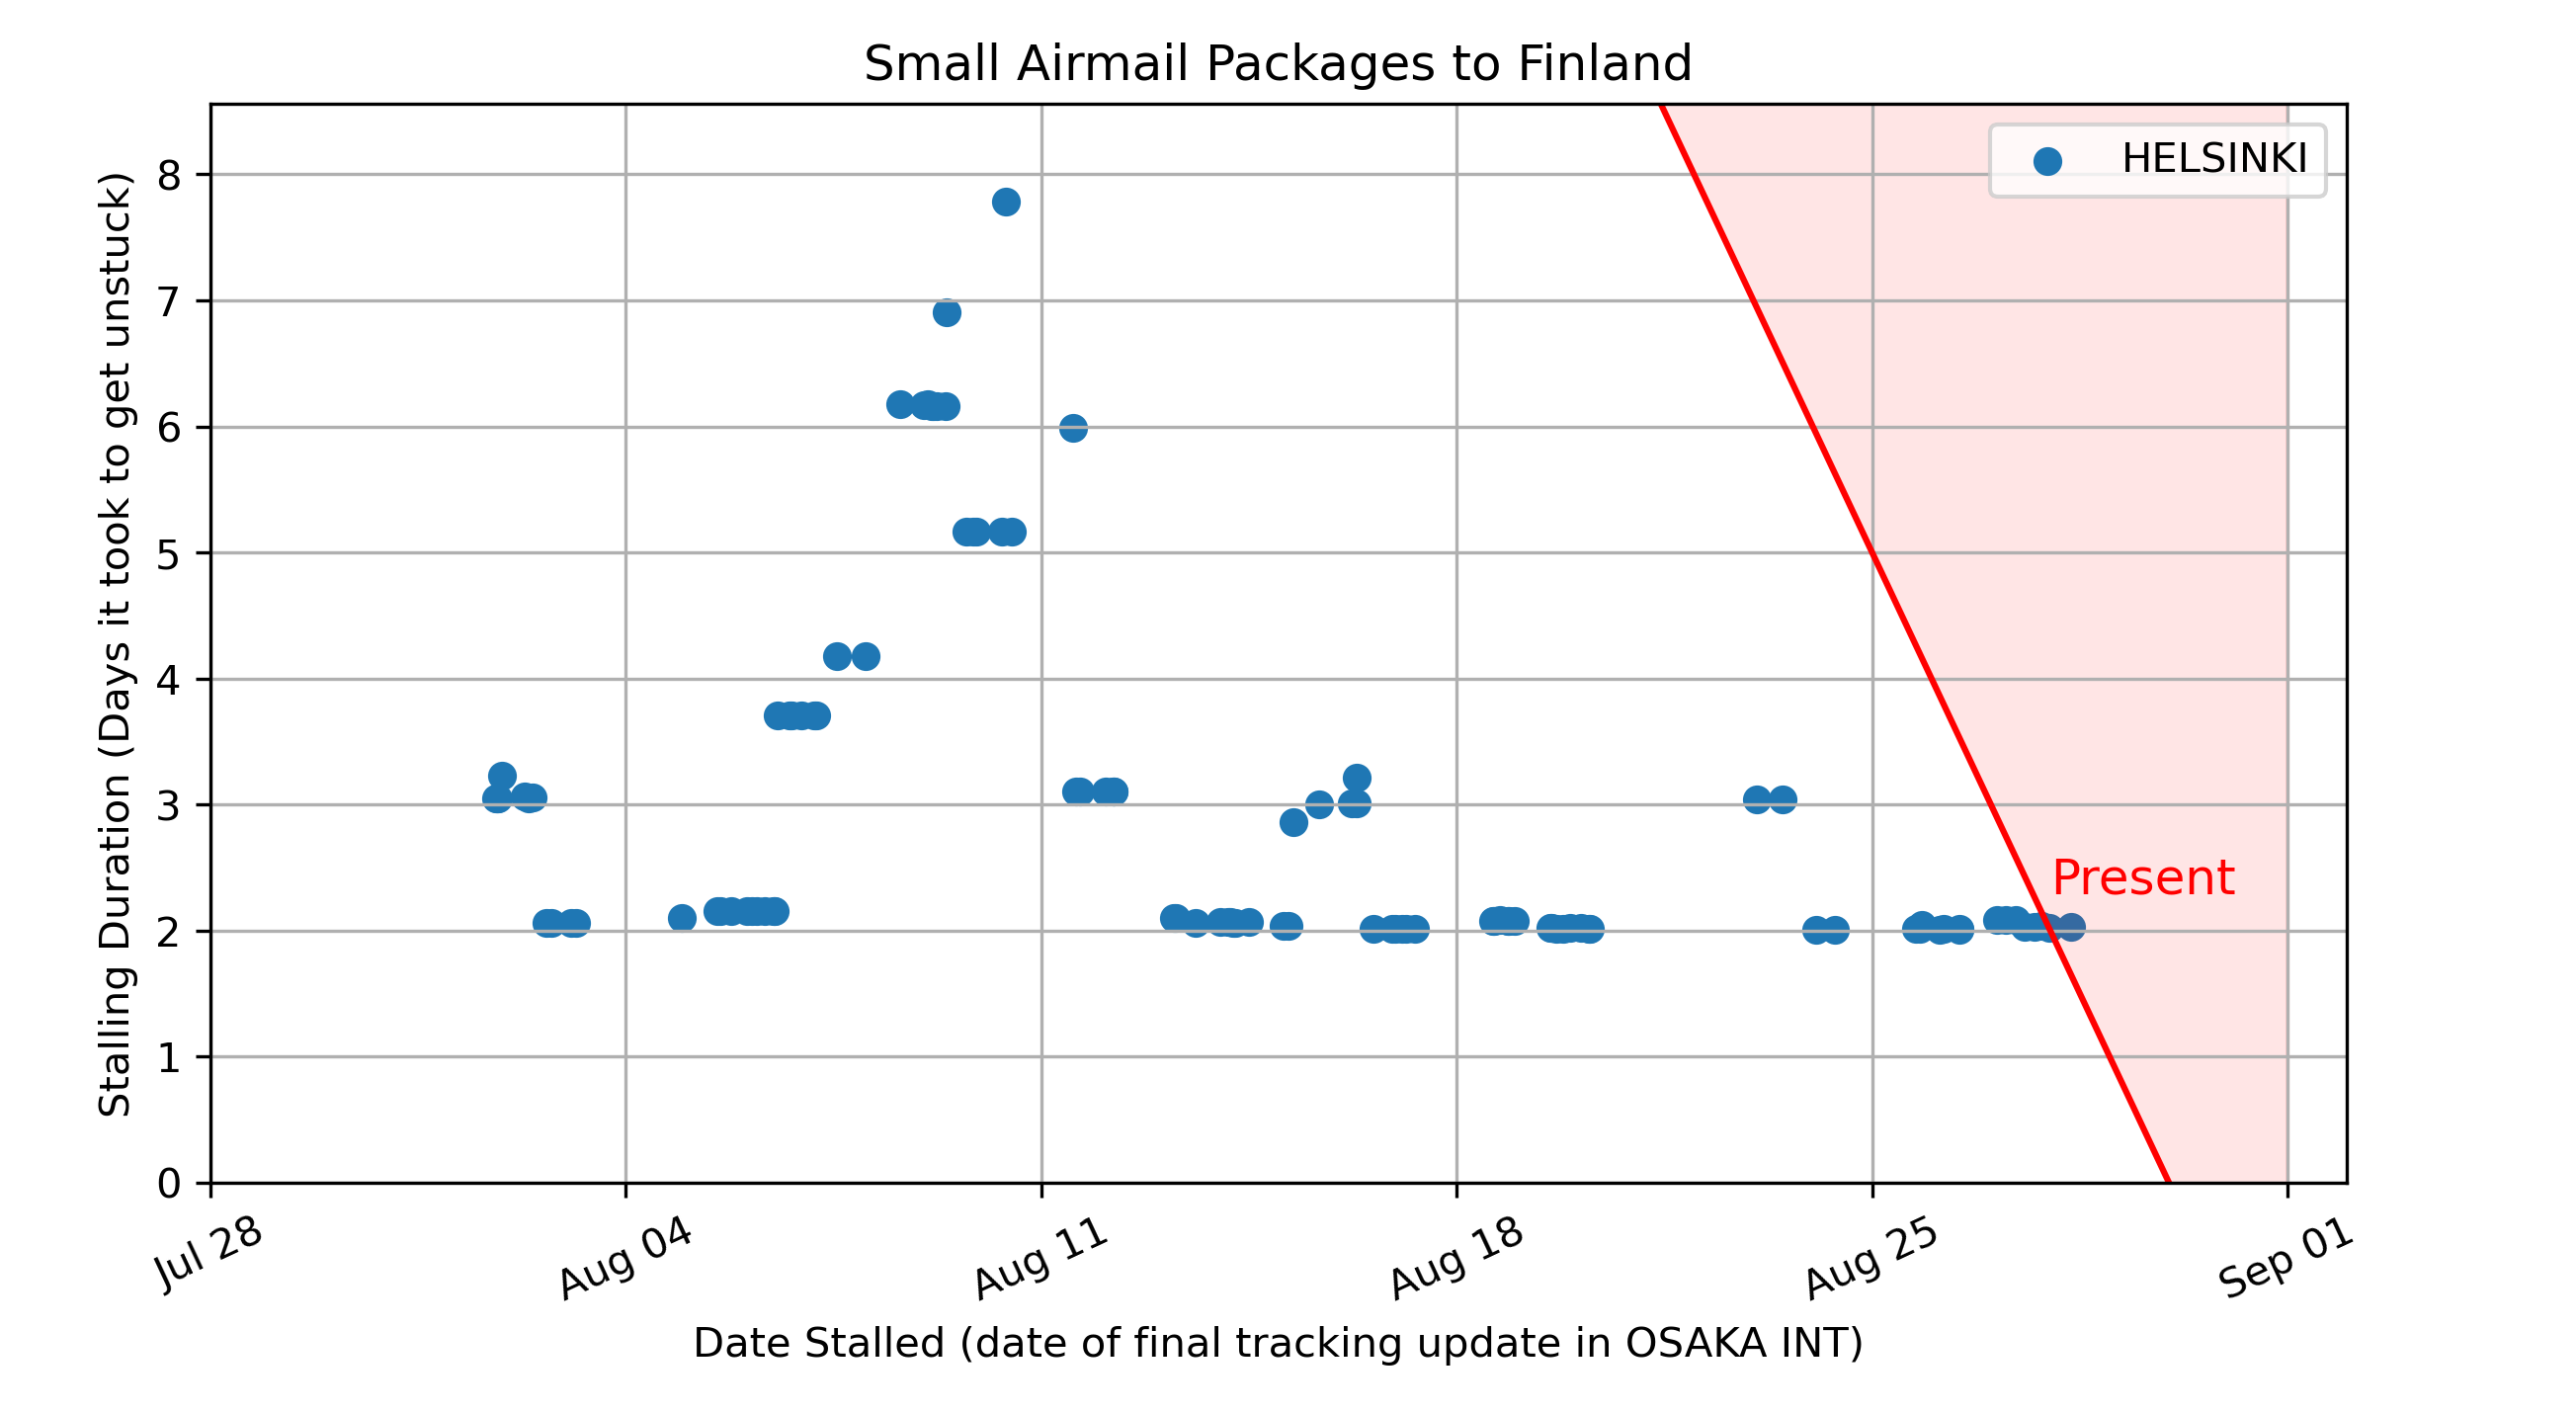 Small Airmail Packages to Finland
HELSINKI
Present
Stalling Duration (Days it took to get unstuck)
8
7
6
5
4
3
2
1
0
Jul 28
Aug 04
Aug 11
Aug 18
Aug 25
Sep 01
Date Stalled (date of final tracking update in OSAKA INT)